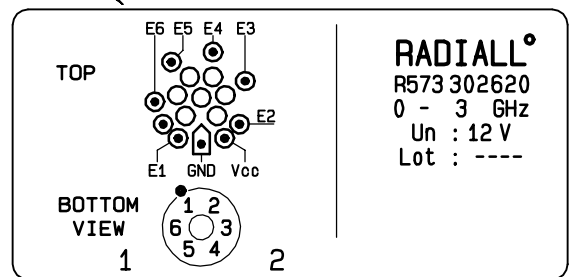 E6 E5 E4 E3
TOP
E2
E1 GND Vcc
BOTTOM
VIEW
1 2
6 3
5 4
1 2
RADIALL°
R573 302620
0 - 3 GHz
Un : 12 V
Lot : ----